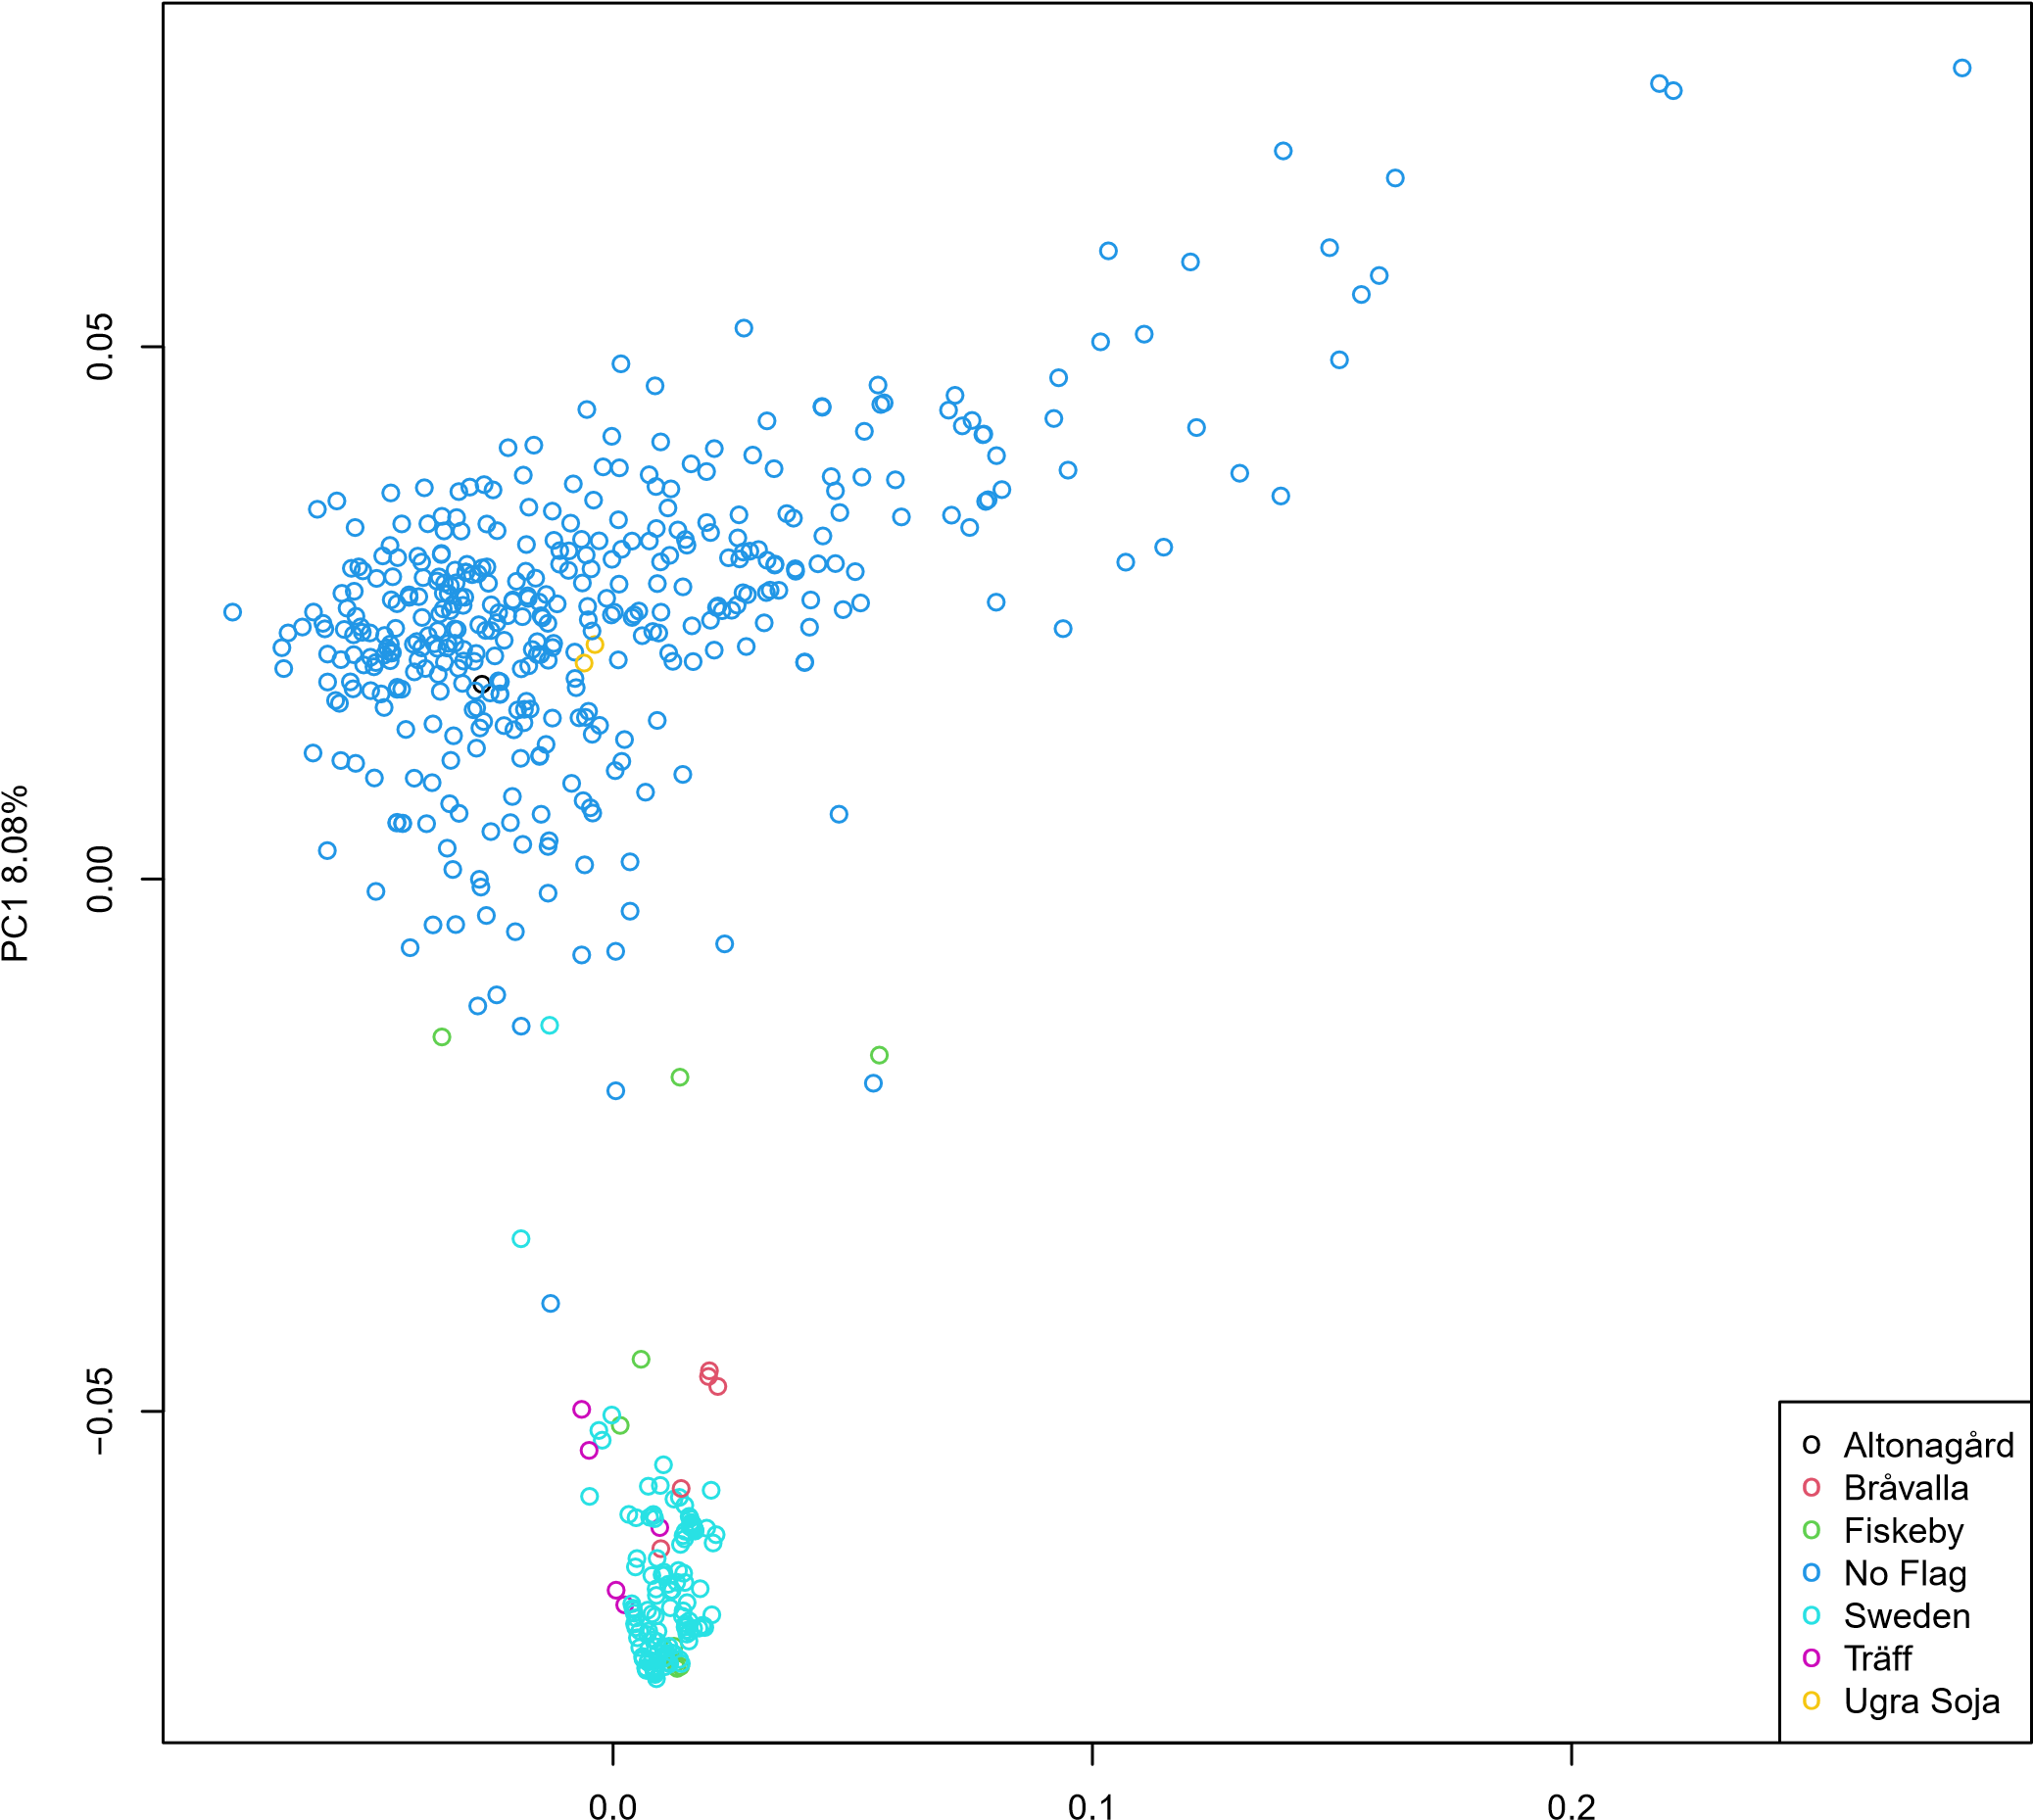 PC1 8.08%
0.05
0.00
−0.05
0.0
0.1
0.2
Altonagård
Bråvalla
Fiskeby
No Flag
Sweden
Träff
Ugra Soja